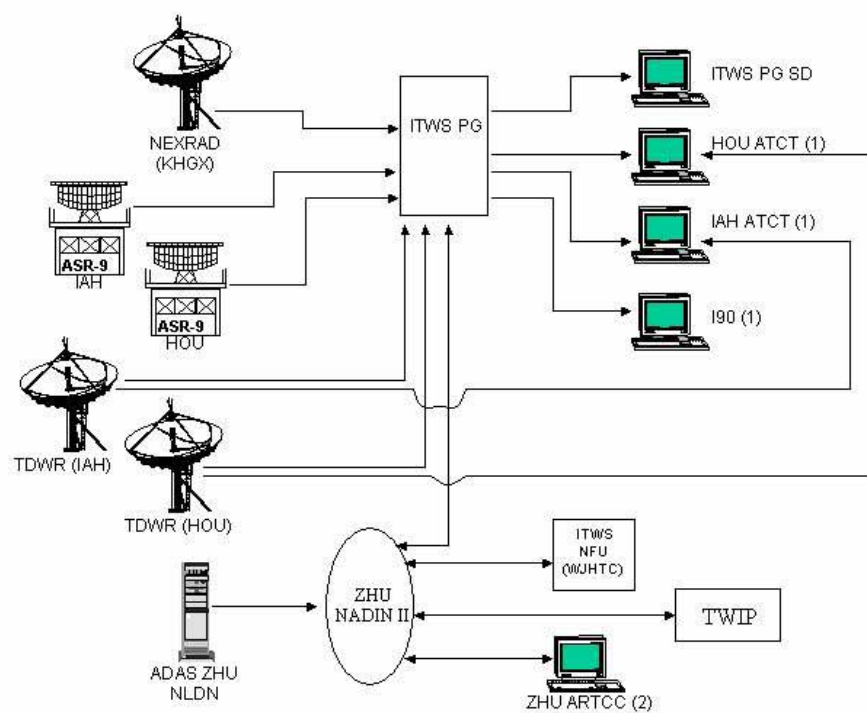 ITWS PG SD
ITWS PG
NEXRAD
(KHGX)
HOU ATCT (1)
IAH ATCT (1)
ASR-9
IAH
ASR-9
HOU
I90 (1)
TDWR (IAH)
TDWR (HOU)
ITWS
NFU
(WJHTC)
ZHU
NADIN II
TWIP
ADAS ZHU
NLDN
ZHU ARTCC (2)